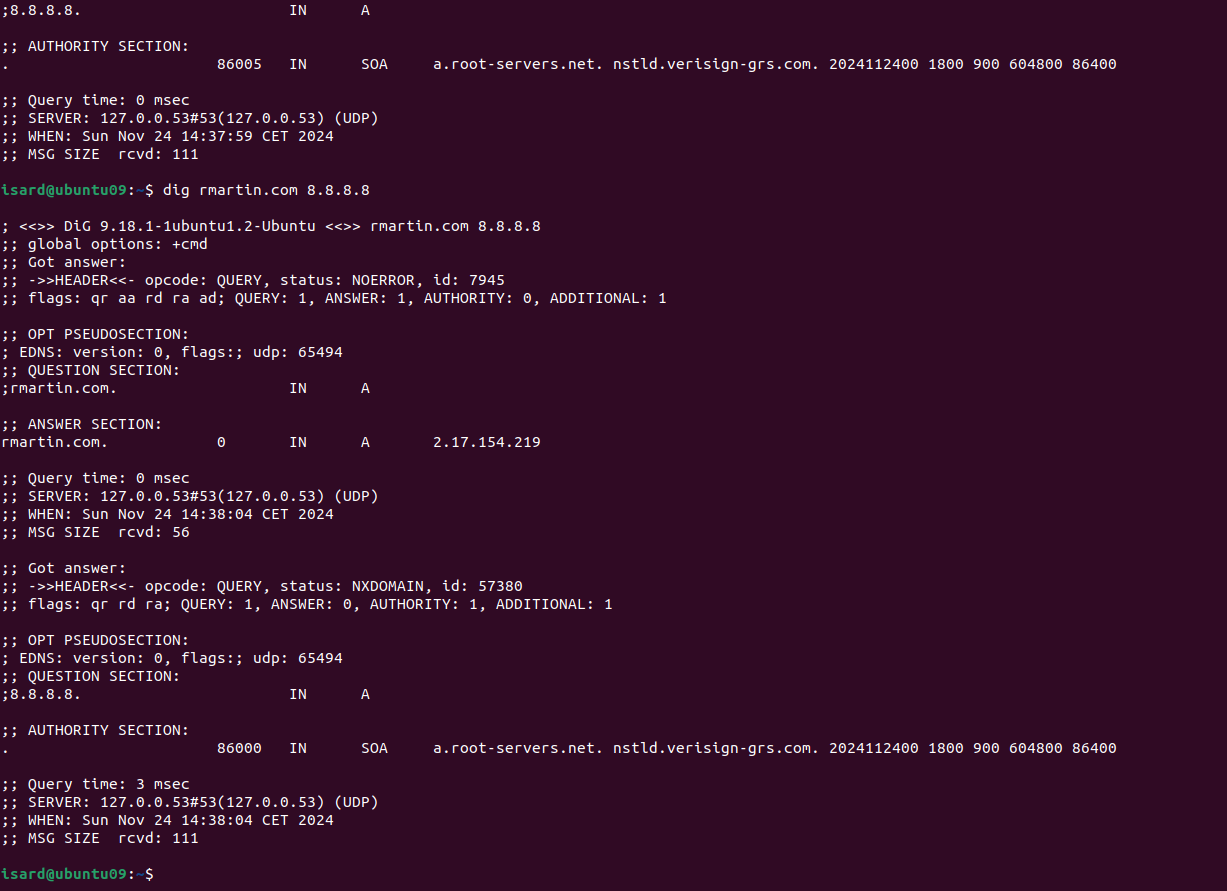 ;8.8.8.8. IN A
;; AUTHORITY SECTION:
. 86005 IN SOA a.root-servers.net. nstld.verisign-grs.com. 2024112400 1800 900 604800 86400
;; Query time: 0 msec
;; SERVER: 127.0.0.53#53(127.0.0.53) (UDP)
;; WHEN: Sun Nov 24 14:37:59 CET 2024
;; MSG SIZE  rcvd: 111
isard@ubuntu09:~$ dig rmartin.com 8.8.8.8
; <<>> DiG 9.18.1-1ubuntu1.2-Ubuntu <<>> rmartin.com 8.8.8.8
;; global options: +cmd
;; Got answer:
;; ->>HEADER<<- opcode: QUERY, status: NOERROR, id: 7945
;; flags: qr aa rd ra ad; QUERY: 1, ANSWER: 1, AUTHORITY: 0, ADDITIONAL: 1
;; OPT PSEUDOSECTION:
; EDNS: version: 0, flags:; udp: 65494
;; QUESTION SECTION:
;rmartin.com. IN A
;; ANSWER SECTION:
rmartin.com. 0 IN A 2.17.154.219
;; Query time: 0 msec
;; SERVER: 127.0.0.53#53(127.0.0.53) (UDP)
;; WHEN: Sun Nov 24 14:38:04 CET 2024
;; MSG SIZE  rcvd: 56
;; Got answer:
;; ->>HEADER<<- opcode: QUERY, status: NXDOMAIN, id: 57380
;; flags: qr rd ra; QUERY: 1, ANSWER: 0, AUTHORITY: 1, ADDITIONAL: 1
;; OPT PSEUDOSECTION:
; EDNS: version: 0, flags:; udp: 65494
;; QUESTION SECTION:
;8.8.8.8. IN A
;; AUTHORITY SECTION:
. 86000 IN SOA a.root-servers.net. nstld.verisign-grs.com. 2024112400 1800 900 604800 86400
;; Query time: 3 msec
;; SERVER: 127.0.0.53#53(127.0.0.53) (UDP)
;; WHEN: Sun Nov 24 14:38:04 CET 2024
;; MSG SIZE  rcvd: 111
isard@ubuntu09:~$